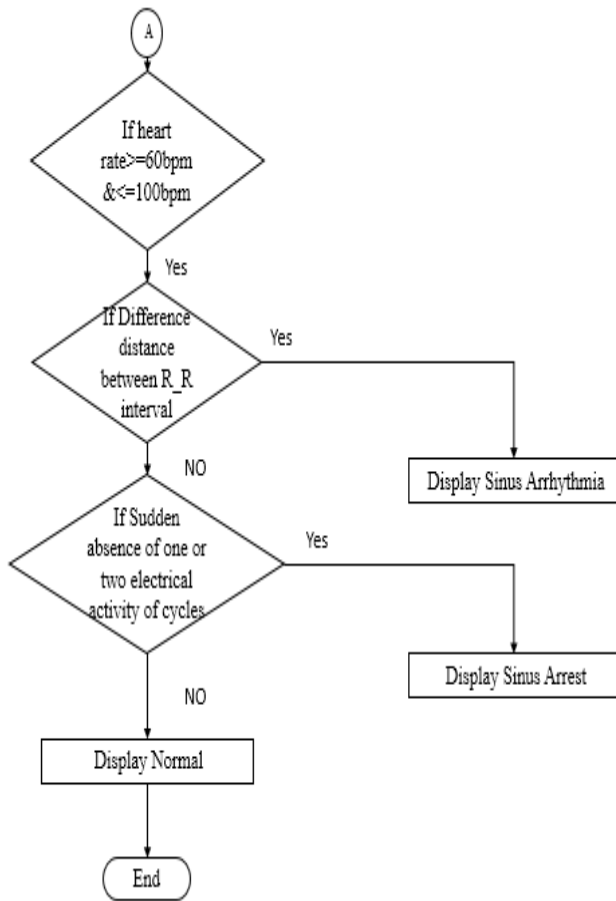 A
If heart
rate>=60bpm
&<=100bpm
Yes
If Difference
distance
between R_R
interval
Yes
NO
Display Sinus Arrhythmia
If Sudden
absence of one or
two electrical
activity of cycles
Yes
Display Sinus Arrest
NO
Display Normal
End